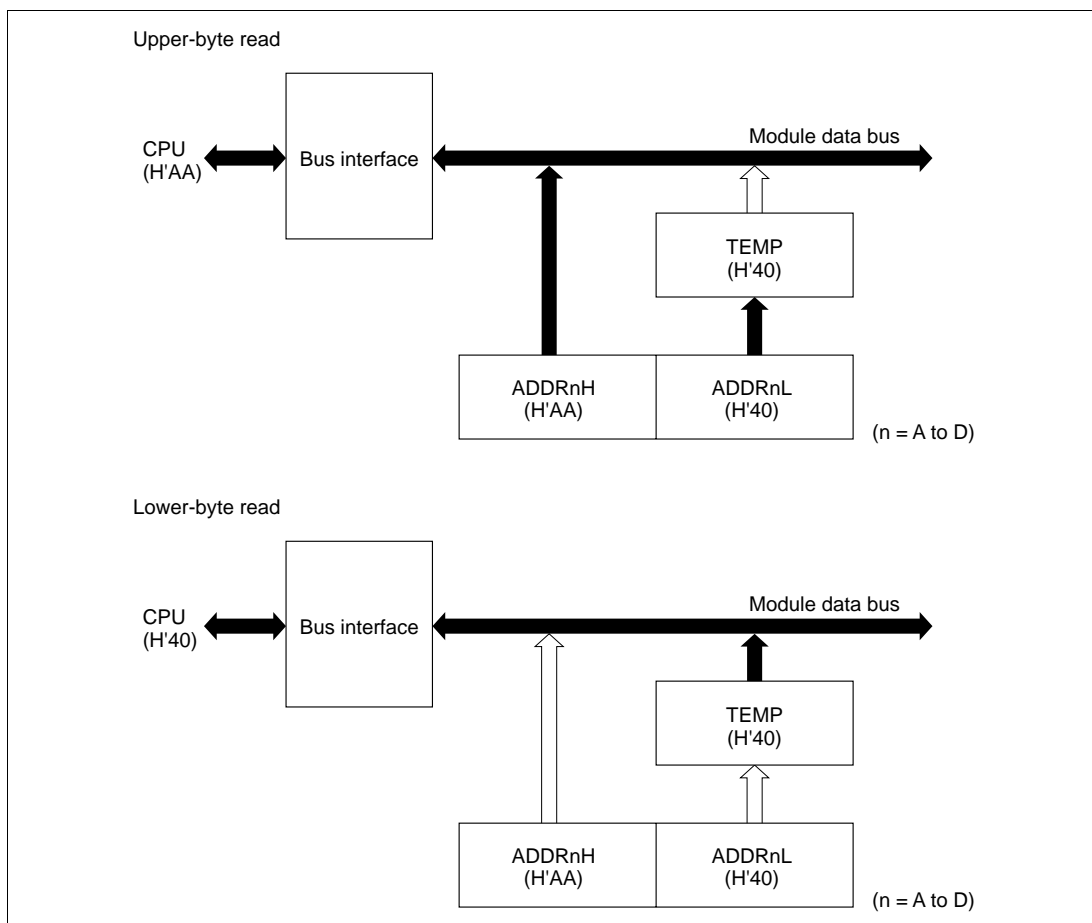 Upper-byte read
Module data bus
CPU
(H'AA)
Bus interface
TEMP
(H'40)
ADDRnH
(H'AA)
ADDRnL
(H'40)
(n = A to D)
Lower-byte read
Module data bus
CPU
(H'40)
Bus interface
TEMP
(H'40)
ADDRnH
(H'AA)
ADDRnL
(H'40)
(n = A to D)